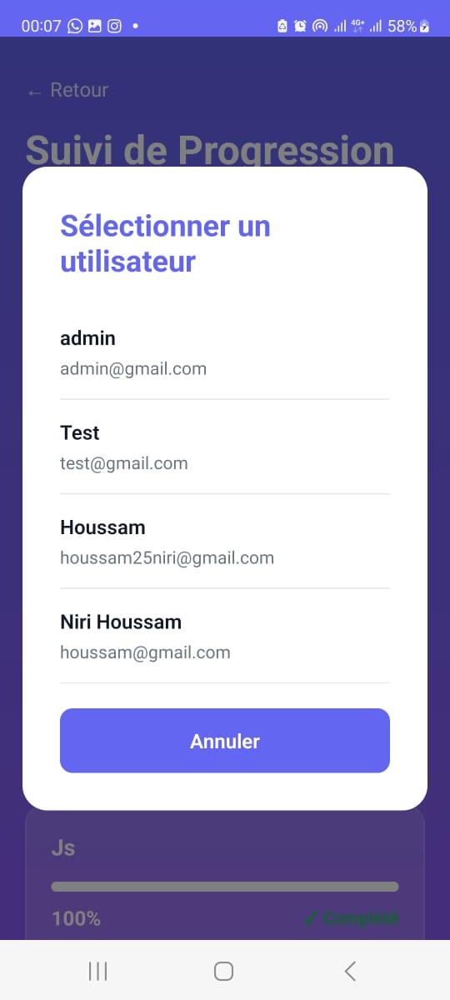 00:07 4G+ 58%
← Retour
Suivi de Progression
Sélectionner un
utilisateur
admin
admin@gmail.com
Test
test@gmail.com
Houssam
houssam25niri@gmail.com
Niri Houssam
houssam@gmail.com
Annuler
Js
100% ✓ Complété